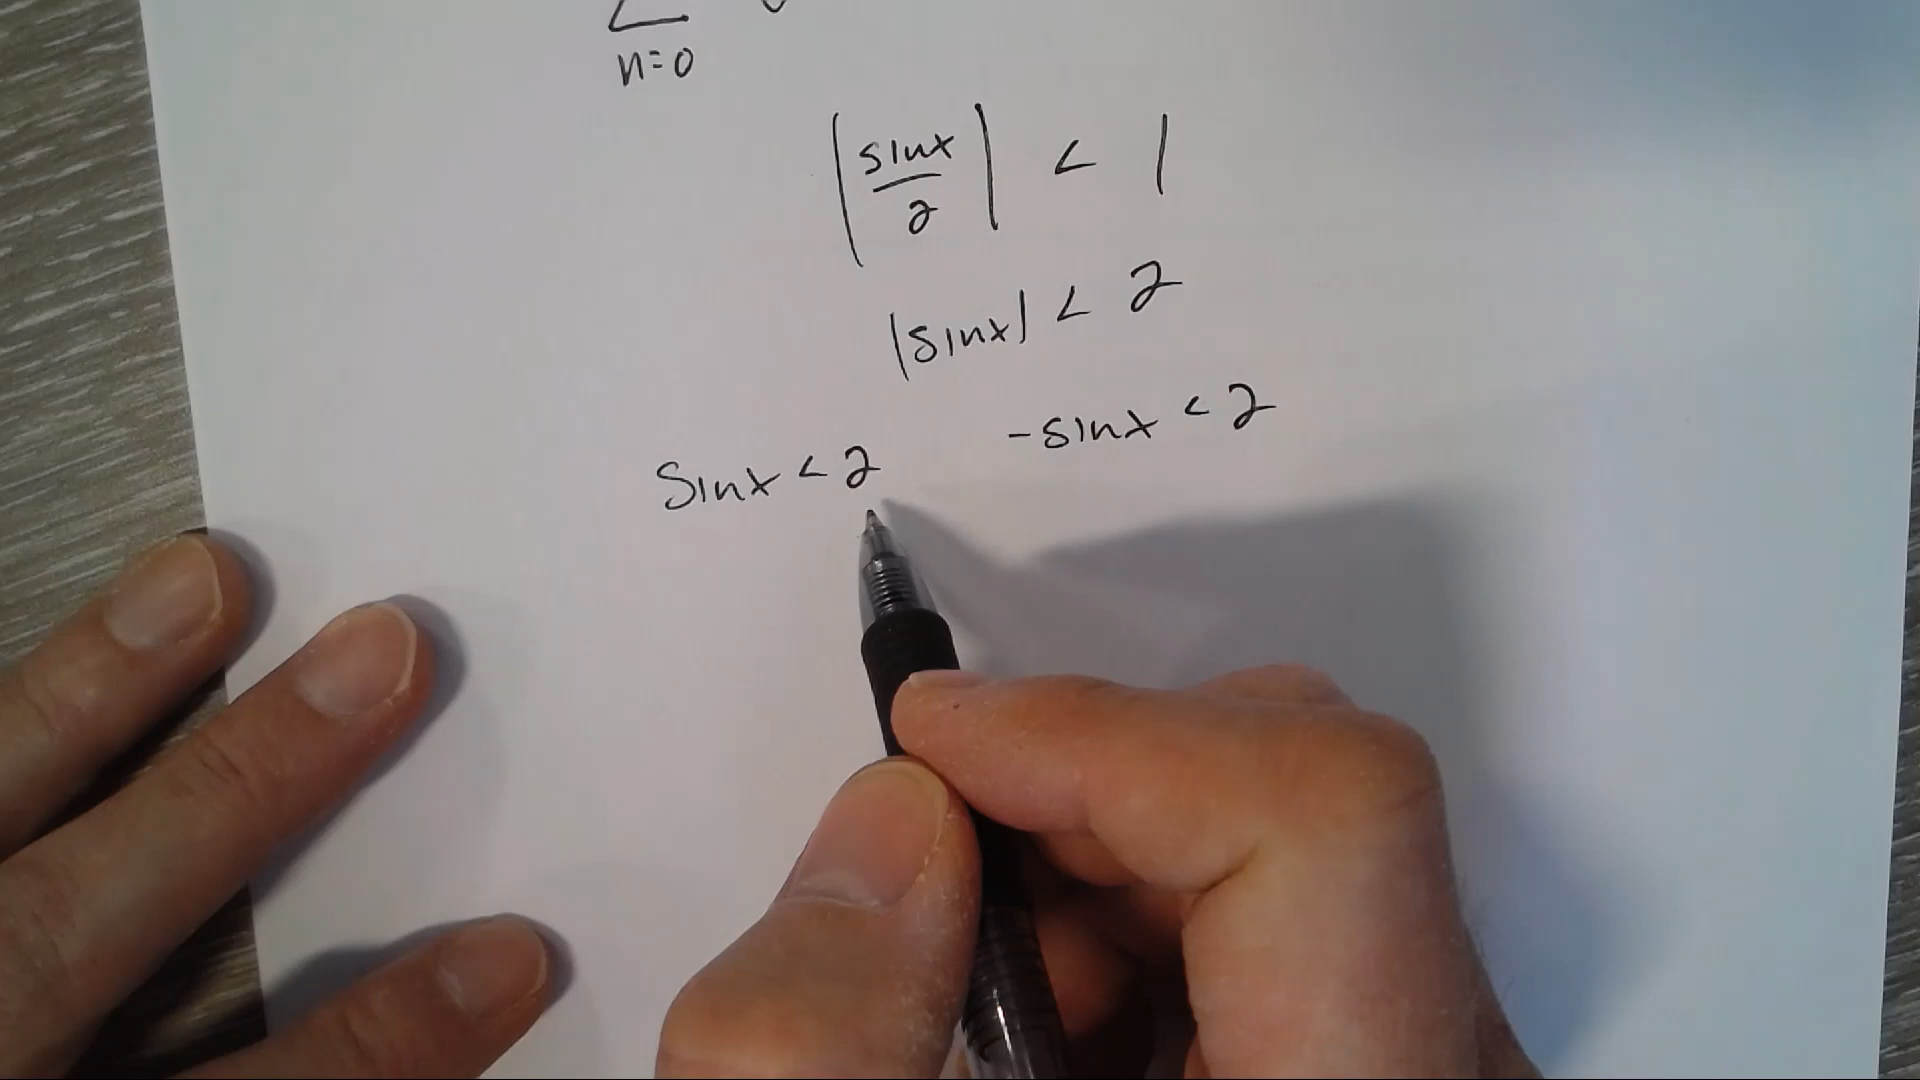 Σ
n=0
|sinx/2| < 1
|sinx| < 2
-sinx < 2
Sinx < 2